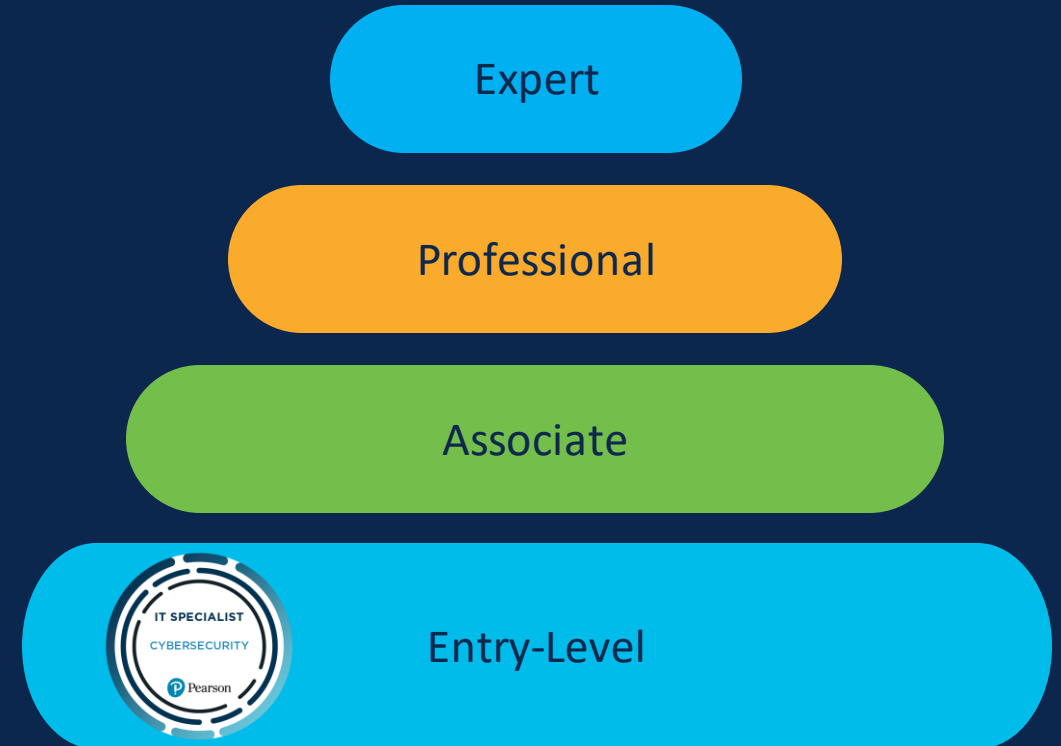 Expert
Professional
Associate
IT SPECIALIST
CYBERSECURITY
Pearson
Entry-Level